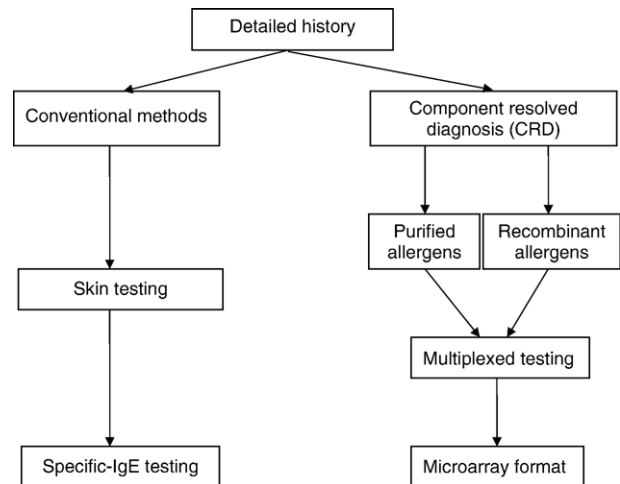 Detailed history
Conventional methods
Component resolved
diagnosis (CRD)
Purified
allergens
Recombinant
allergens
Skin testing
Multiplexed testing
Specific-IgE testing
Microarray format